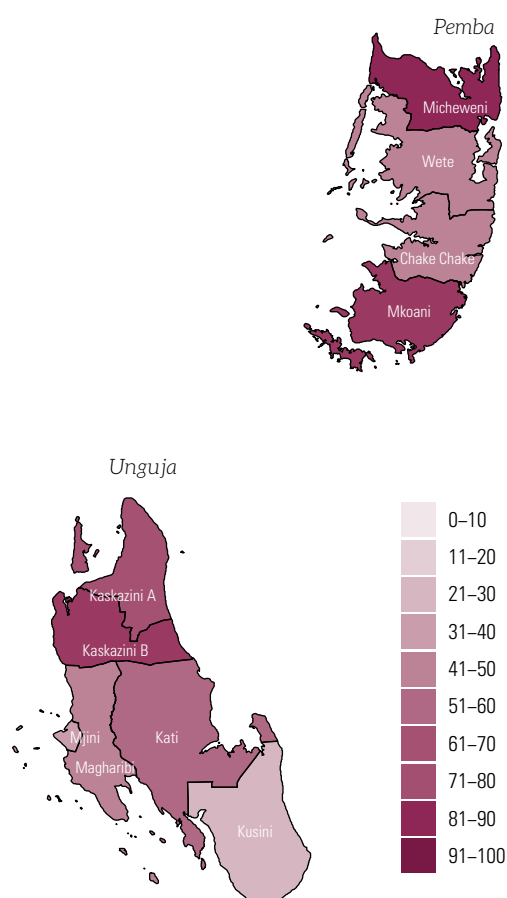 Pemba
Micheweni
Wete
Chake Chake
Mkoani
Unguja
Kaskazini A
Kaskazini B
Mjini
Kati
Magharibi
Kusini
0–10
11–20
21–30
31–40
41–50
51–60
61–70
71–80
81–90
91–100